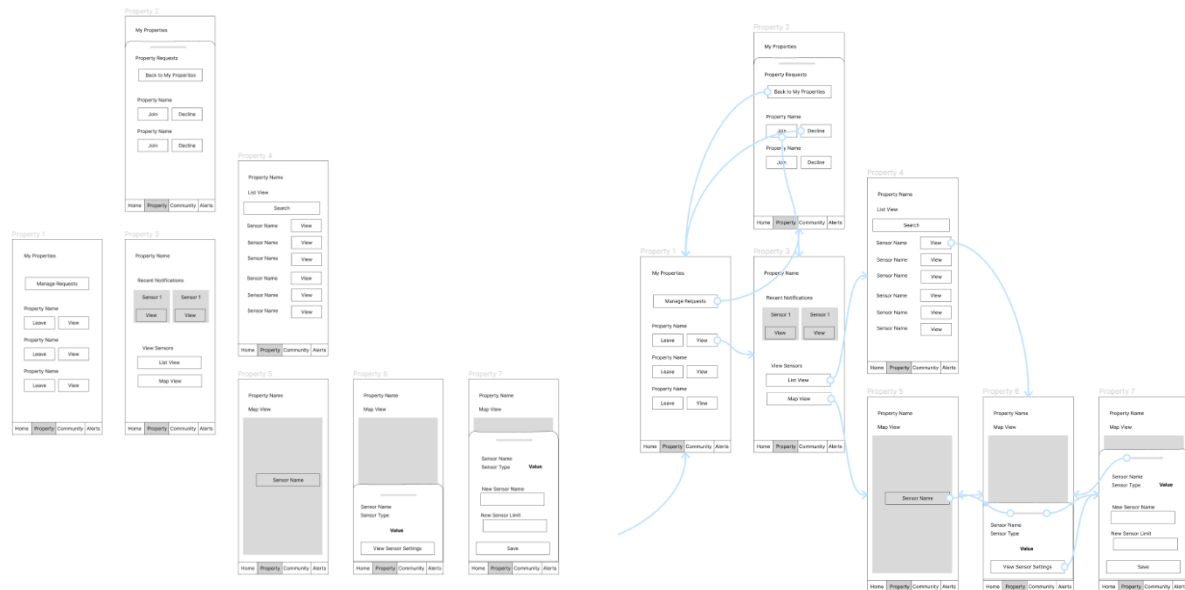 Property 2
My Properties
Property Requests
Back to My Properties
Property Name
Join Decline
Property Name
Join Decline
Home Property Community Alerts
Property 1
My Properties
Manage Requests
Property Name
Leave View
Property Name
Leave View
Property Name
Leave View
Home Property Community Alerts
Property 3
Property Name
Recent Notifications
Sensor 1 Sensor 1
View View
View Sensors
List View
Map View
Home Property Community Alerts
Property 4
Property Name
List View
Search
Sensor Name View
Sensor Name View
Sensor Name View
Sensor Name View
Sensor Name View
Sensor Name View
Home Property Community Alerts
Property 5
Property Name
Map View
Sensor Name
Home Property Community Alerts
Property 6
Property Name
Map View
Sensor Name
Sensor Type
Value
View Sensor Settings
Home Property Community Alerts
Property 7
Property Name
Map View
Sensor Name
Sensor Type Value
New Sensor Name
New Sensor Limit
Save
Home Property Community Alerts
Property 2
My Properties
Property Requests
Back to My Properties
Property Name
Join Decline
Property Name
Join Decline
Home Property Community Alerts
Property 1
My Properties
Manage Requests
Property Name
Leave View
Property Name
Leave View
Property Name
Leave View
Home Property Community Alerts
Property 3
Property Name
Recent Notifications
Sensor 1 Sensor 1
View View
View Sensors
List View
Map View
Home Property Community Alerts
Property 4
Property Name
List View
Search
Sensor Name View
Sensor Name View
Sensor Name View
Sensor Name View
Sensor Name View
Sensor Name View
Home Property Community Alerts
Property 5
Property Name
Map View
Sensor Name
Home Property Community Alerts
Property 6
Property Name
Map View
Sensor Name
Sensor Type
Value
View Sensor Settings
Home Property Community Alerts
Property 7
Property Name
Map View
Sensor Name
Sensor Type Value
New Sensor Name
New Sensor Limit
Save
Home Property Community Alerts